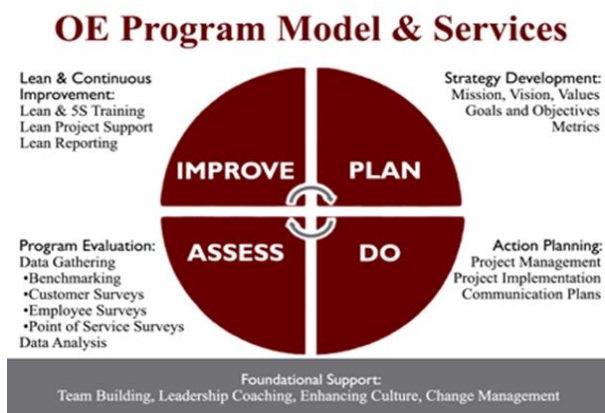 OE Program Model & Services
Lean & Continuous
Improvement:
Lean & 5S Training
Lean Project Support
Lean Reporting
Strategy Development:
Mission, Vision, Values
Goals and Objectives
Metrics
IMPROVE
PLAN
ASSESS
DO
Program Evaluation:
Data Gathering
•Benchmarking
•Customer Surveys
•Employee Surveys
•Point of Service Surveys
Data Analysis
Action Planning:
Project Management
Project Implementation
Communication Plans
Foundational Support:
Team Building, Leadership Coaching, Enhancing Culture, Change Management